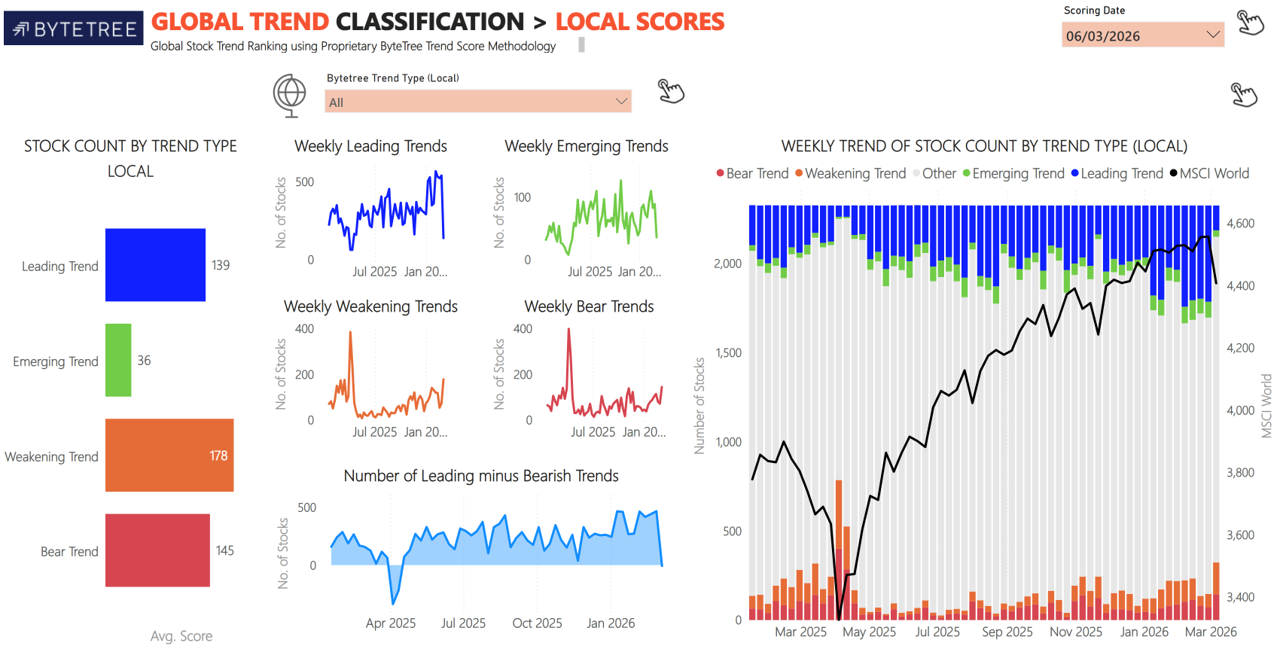 BYTETREE
GLOBAL TREND CLASSIFICATION > LOCAL SCORES
Global Stock Trend Ranking using Proprietary ByteTree Trend Score Methodology
Scoring Date
06/03/2026
Bytetree Trend Type (Local)
All
STOCK COUNT BY TREND TYPE
LOCAL
Leading Trend
139
Emerging Trend
36
Weakening Trend
178
Bear Trend
145
Avg. Score
Weekly Leading Trends
No. of Stocks
500
0
Jul 2025 Jan 20...
Weekly Emerging Trends
No. of Stocks
100
0
Jul 2025 Jan 20...
Weekly Weakening Trends
No. of Stocks
400
200
0
Jul 2025 Jan 20...
Weekly Bear Trends
No. of Stocks
400
200
0
Jul 2025 Jan 20...
Number of Leading minus Bearish Trends
No. of Stocks
500
0
Apr 2025 Jul 2025 Oct 2025 Jan 2026
WEEKLY TREND OF STOCK COUNT BY TREND TYPE (LOCAL)
Bear Trend Weakening Trend Other Emerging Trend Leading Trend MSCI World
Number of Stocks
2,000
1,500
1,000
500
0
4,600
4,400
4,200
4,000
3,800
3,600
3,400
MSCI World
Mar 2025 May 2025 Jul 2025 Sep 2025 Nov 2025 Jan 2026 Mar 2026